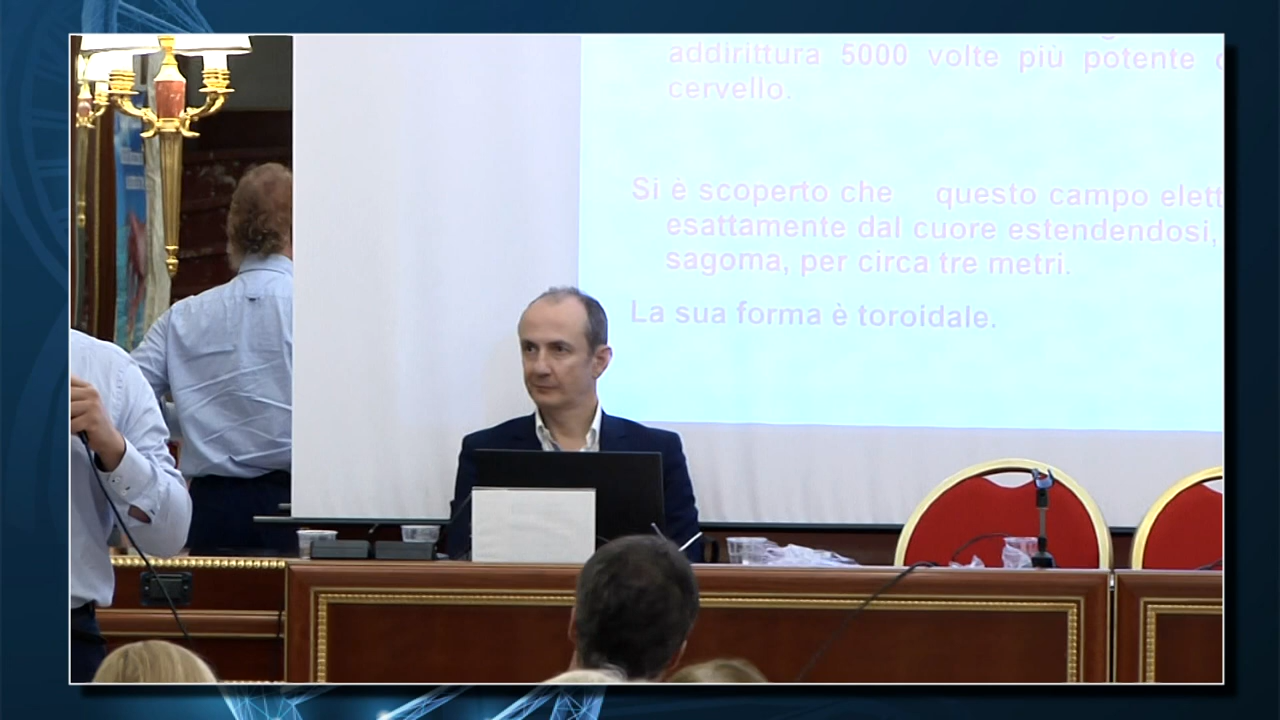 addirittura 5000 volte più potente
cervello.
Si è scoperto che questo campo elett
esattamente dal cuore estendendosi,
sagoma, per circa tre metri.
La sua forma è toroidale.